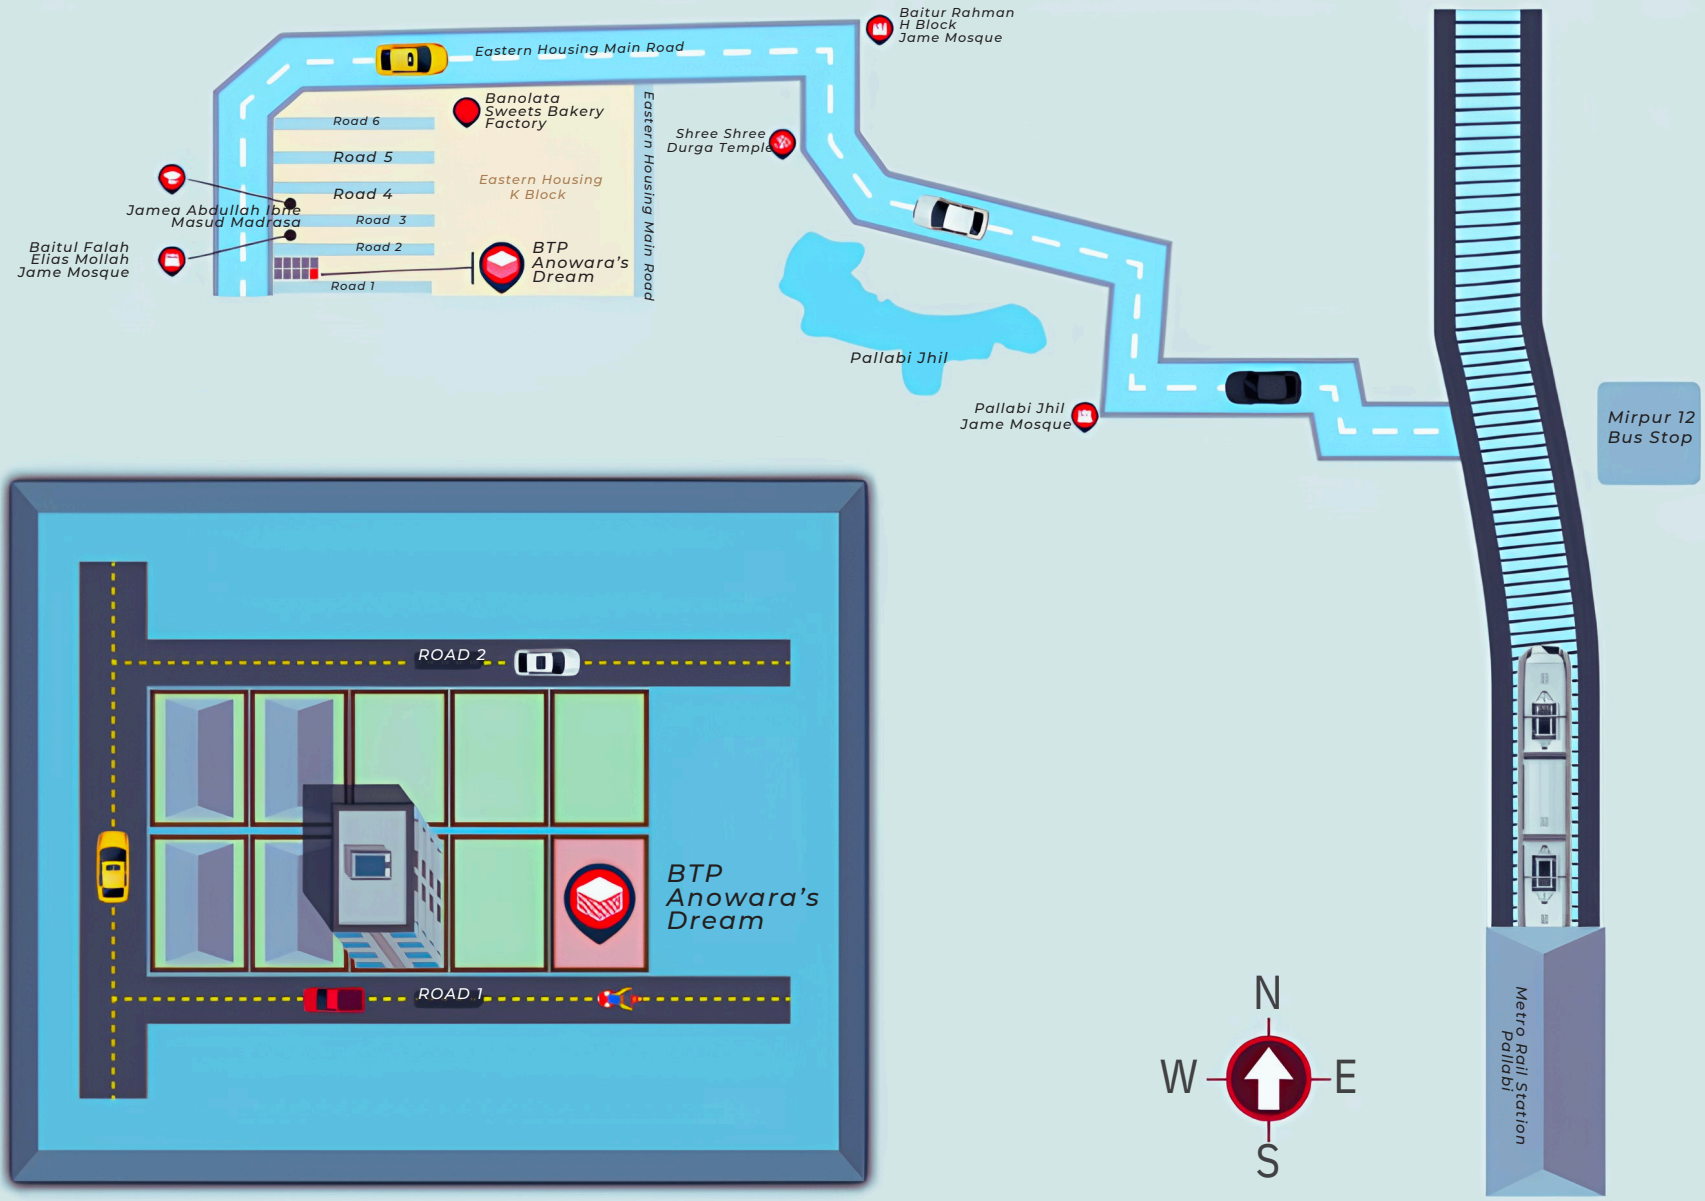 Baitur Rahman
H Block
Jame Mosque
Eastern Housing Main Road
Banolata
Sweets Bakery
Factory
Road 6
Shree Shree
Durga Temple
Road 5
Eastern Housing
K Block
Road 4
Eastern Housing Main Road
Jamea Abdullah Ibne
Masud Madrasa
Road 3
Baitul Falah
Elias Mollah
Jame Mosque
Road 2
BTP
Anowara's
Dream
Road 1
Pallabi Jhil
Pallabi Jhil
Jame Mosque
Mirpur 12
Bus Stop
ROAD 2
BTP
Anowara's
Dream
ROAD 1
N
W
E
S
Metro Rail Station
Pallabi